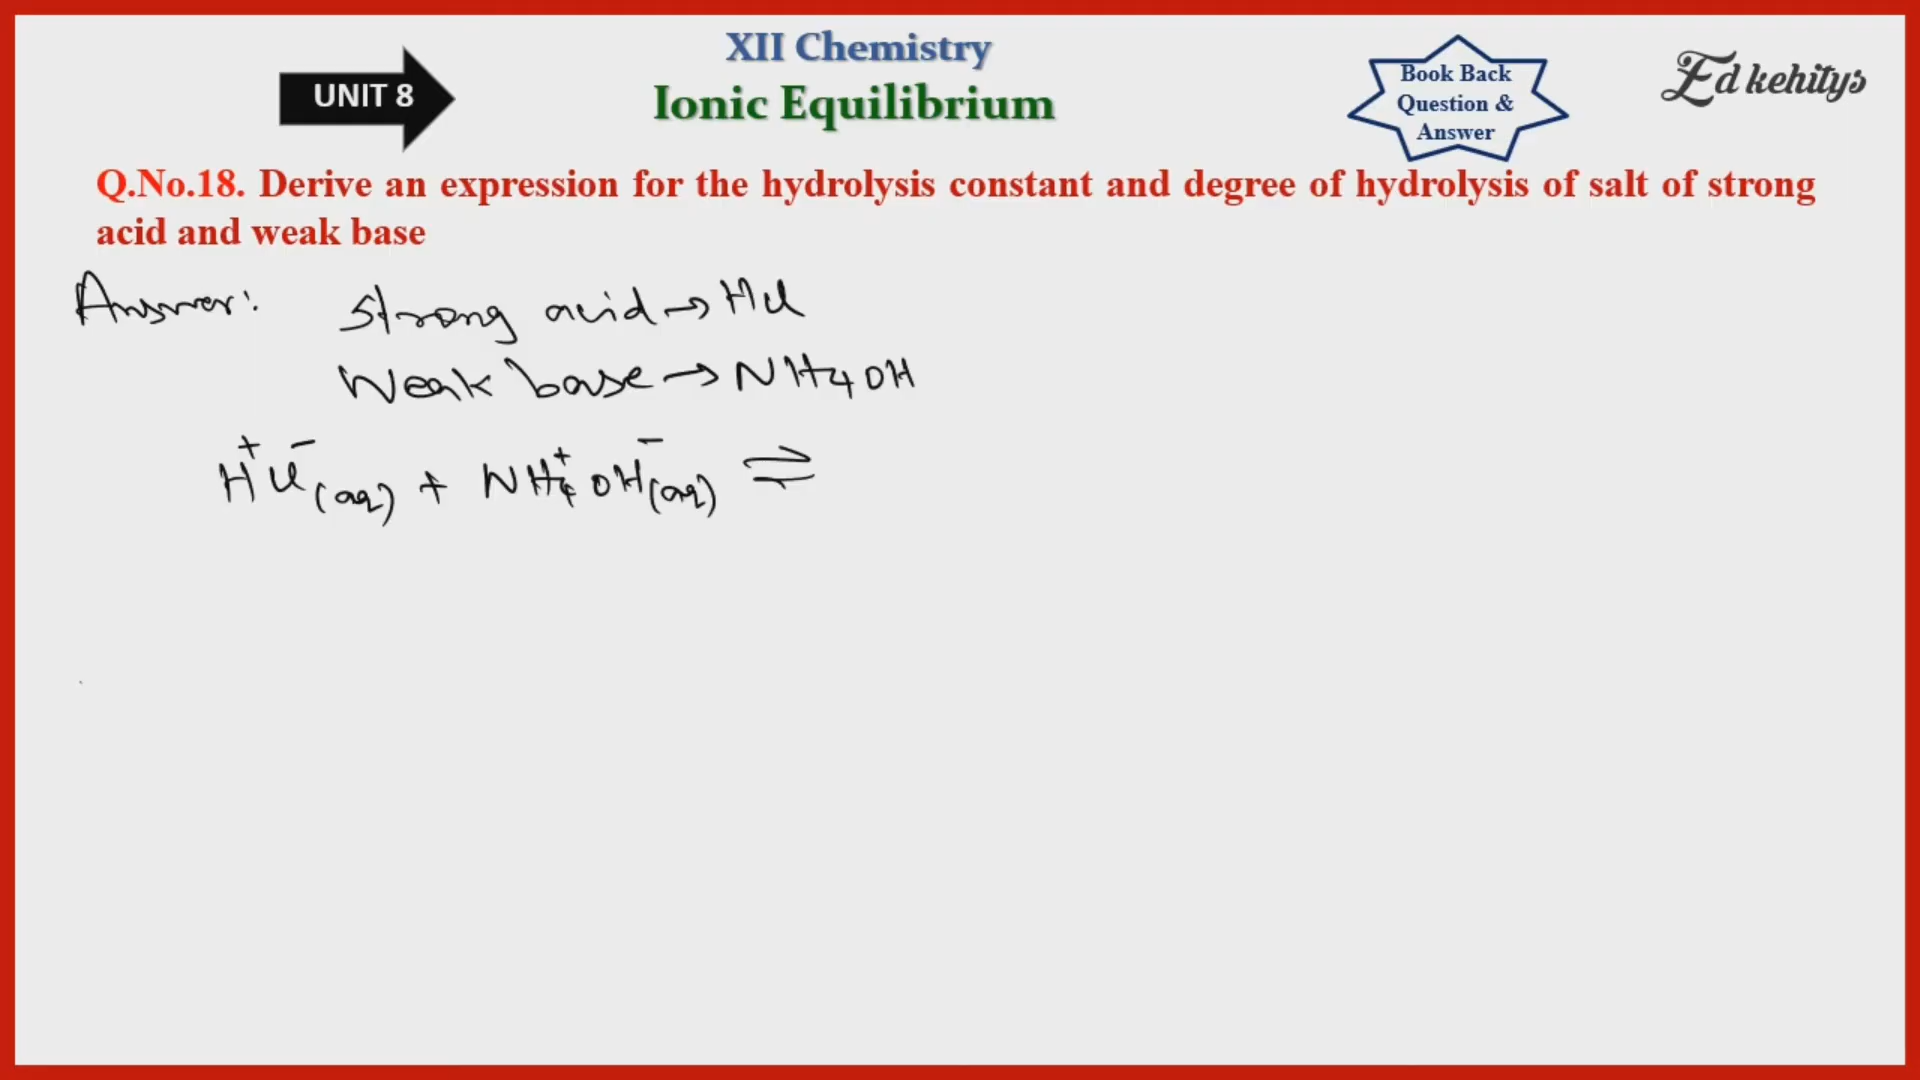 XII Chemistry
UNIT 8
Ionic Equilibrium
Book Back
Question &
Answer
Ed kehitys
Q.No.18. Derive an expression for the hydrolysis constant and degree of hydrolysis of salt of strong
acid and weak base
Answer: Strong acid → HCl
Weak base → NH4OH
H⁺Cl⁻(aq) + NH₄⁺OH⁻(aq) ⇌